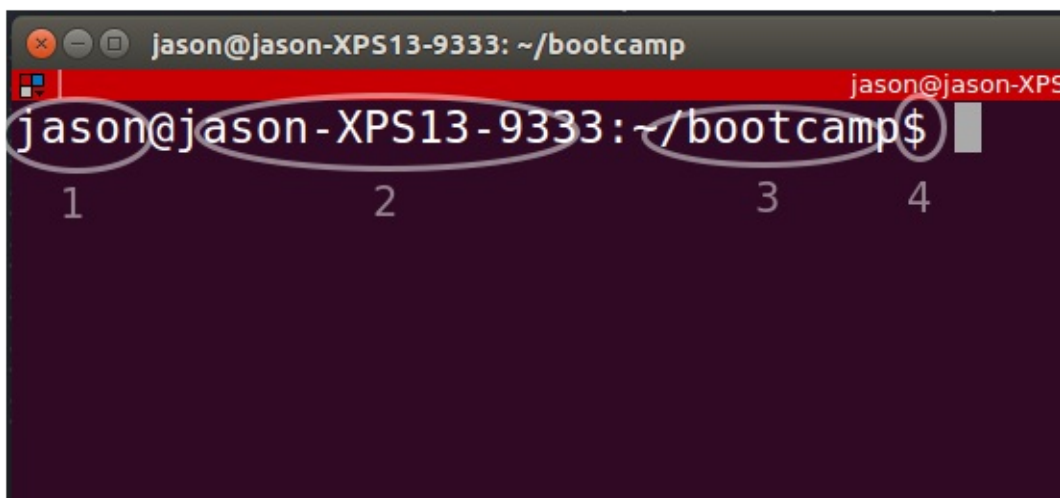 jason@jason-XPS13-9333: ~/bootcamp
jason@jason-XPS
jason@jason-XPS13-9333:~/bootcamp$
1 2 3 4